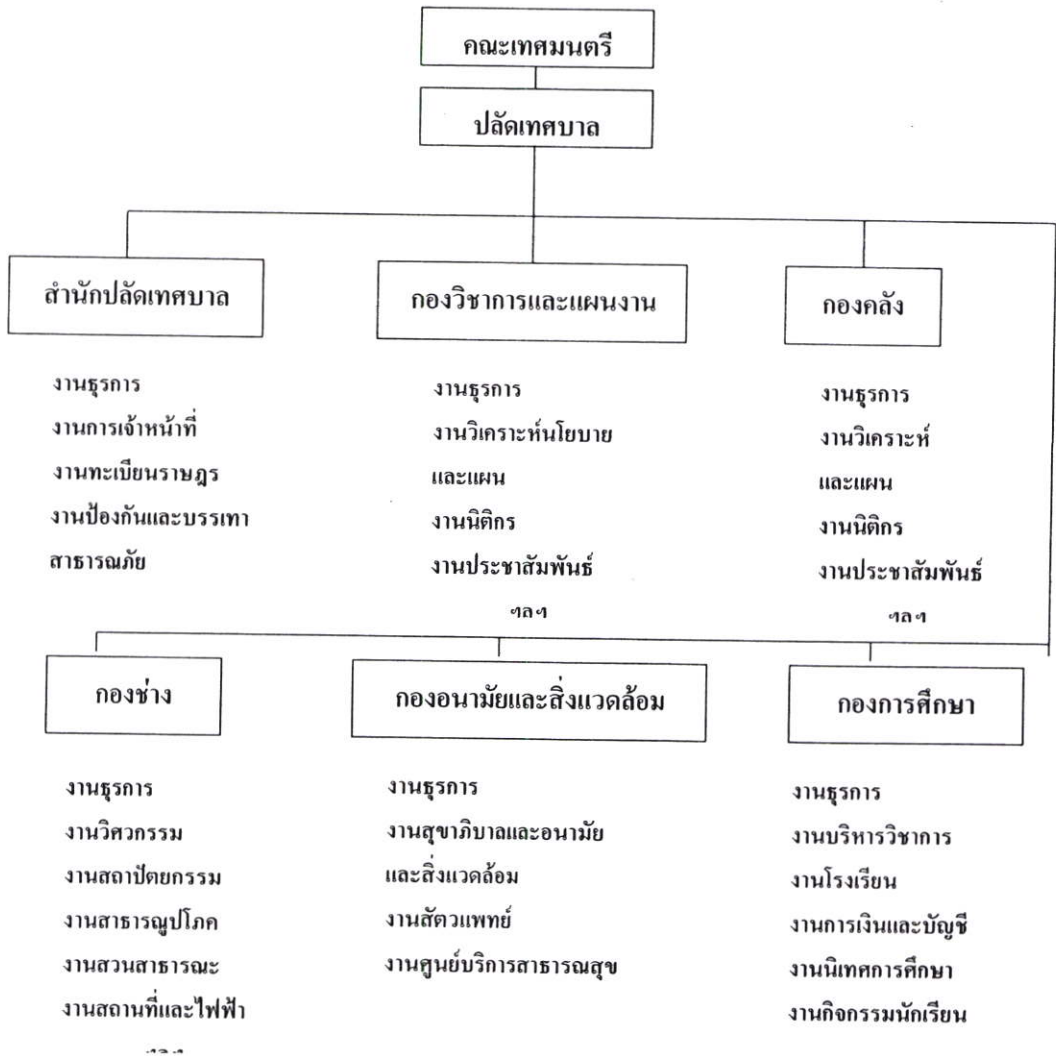 คณะเทศมนตรี
ปลัดเทศบาล
สำนักปลัดเทศบาล
งานธุรการ
งานการเจ้าหน้าที่
งานทะเบียนราษฎร
งานป้องกันและบรรเทา
สาธารณภัย
กองวิชาการและแผนงาน
งานธุรการ
งานวิเคราะห์นโยบาย
และแผน
งานนิติกร
งานประชาสัมพันธ์
ฯลฯ
กองคลัง
งานธุรการ
งานวิเคราะห์
และแผน
งานนิติกร
งานประชาสัมพันธ์
ฯลฯ
กองช่าง
งานธุรการ
งานวิศวกรรม
งานสถาปัตยกรรม
งานสาธารณูปโภค
งานสวนสาธารณะ
งานสถานที่และไฟฟ้า
กองอนามัยและสิ่งแวดล้อม
งานธุรการ
งานสุขาภิบาลและอนามัย
และสิ่งแวดล้อม
งานสัตวแพทย์
งานศูนย์บริการสาธารณสุข
กองการศึกษา
งานธุรการ
งานบริหารวิชาการ
งานโรงเรียน
งานการเงินและบัญชี
งานนิเทศการศึกษา
งานกิจกรรมนักเรียน